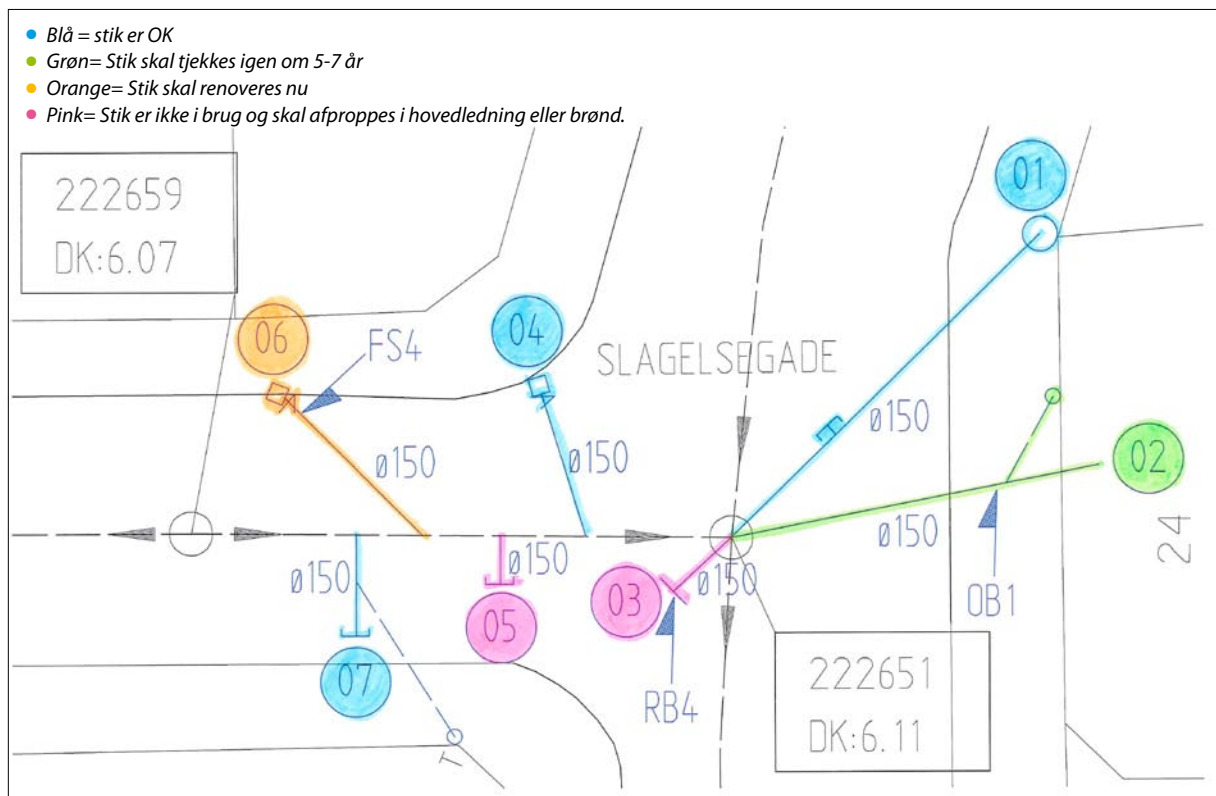 Blå = stik er OK
Grøn= Stik skal tjekkes igen om 5-7 år
Orange= Stik skal renoveres nu
Pink= Stik er ikke i brug og skal afproppes i hovedledning eller brønd.
222659
DK:6.07
01
06
FS4
04
SLAGELSEGADE
ø150
ø150
ø150
02
ø150
24
ø150
ø150
ø150
03
OB1
05
07
RB4
222651
DK:6.11
T